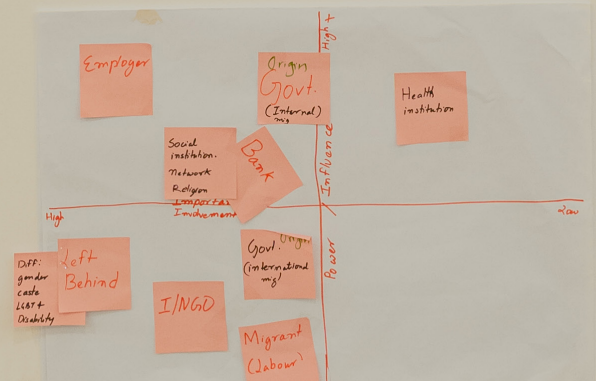 High +
Employer
Origin
Govt.
(Internal)
mig
Health
institution
Social
institution.
network
Religion
Bank
Influence /
Power
High
Low
Involvement
Diff:
gender
caste
LGBT+
Disability
Left
Behind
Govt. Origin
(international
mig)
I/NGO
Migrant
(Labour)